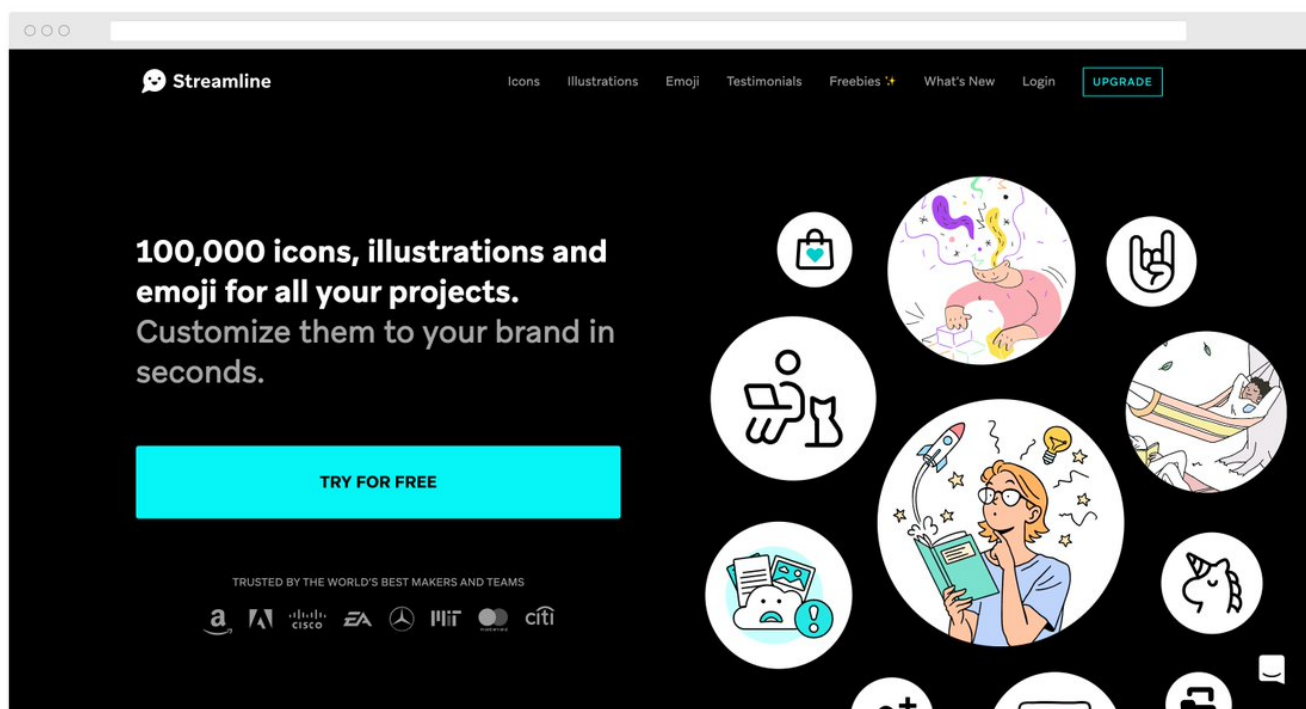 Streamline
Icons Illustrations Emoji Testimonials Freebies What's New Login UPGRADE
100,000 icons, illustrations and
emoji for all your projects.
Customize them to your brand in
seconds.
TRY FOR FREE
TRUSTED BY THE WORLD'S BEST MAKERS AND TEAMS
a cisco EA MIT mastercard citi